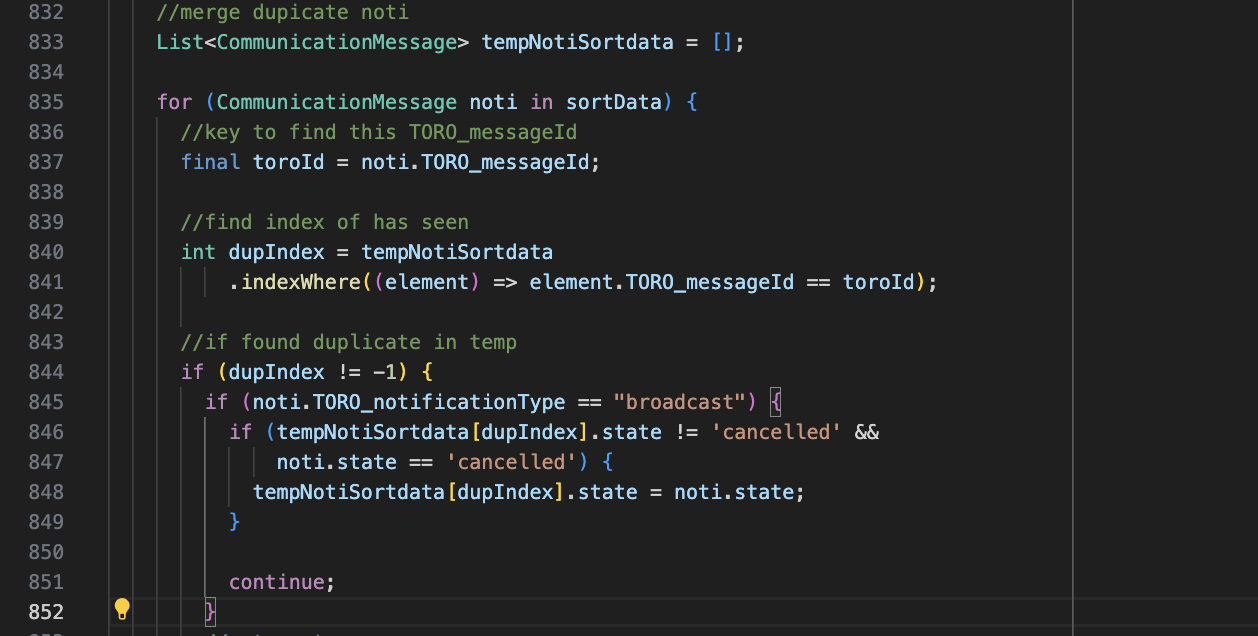 832 //merge dupicate noti
833 List<CommunicationMessage> tempNotiSortdata = [];
834
835 for (CommunicationMessage noti in sortData) {
836 //key to find this TORO_messageId
837 final toroId = noti.TORO_messageId;
838
839 //find index of has seen
840 int dupIndex = tempNotiSortdata
841 .indexWhere((element) => element.TORO_messageId == toroId);
842
843 //if found duplicate in temp
844 if (dupIndex != -1) {
845 if (noti.TORO_notificationType == "broadcast") {
846 if (tempNotiSortdata[dupIndex].state != 'cancelled' &&
847 noti.state == 'cancelled') {
848 tempNotiSortdata[dupIndex].state = noti.state;
849 }
850
851 continue;
852 }